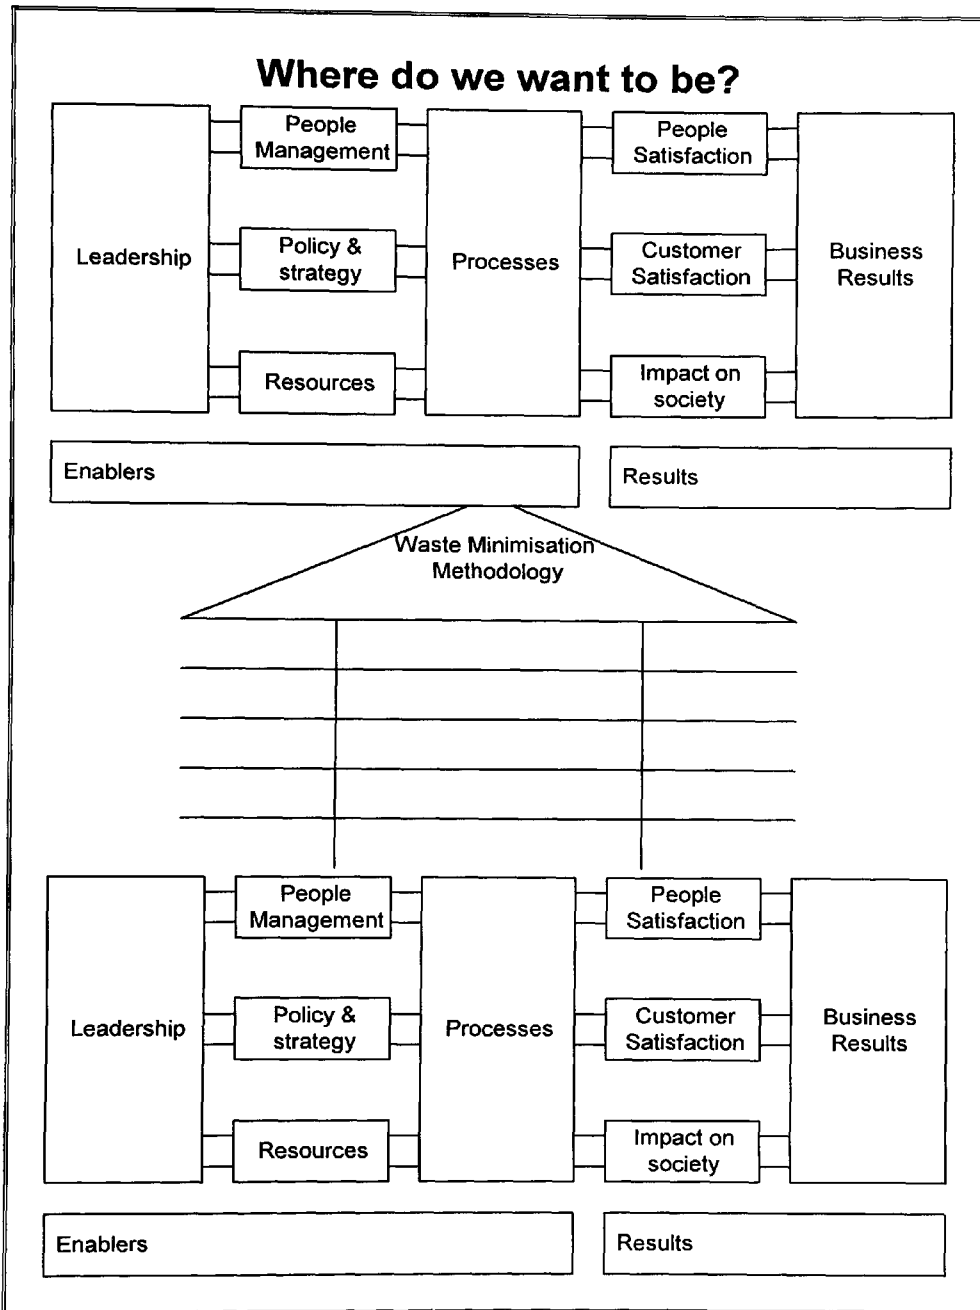 Where do we want to be?
People
Management
People
Satisfaction
Leadership
Policy &
strategy
Processes
Customer
Satisfaction
Business
Results
Resources
Impact on
society
Enablers
Results
Waste Minimisation
Methodology
People
Management
People
Satisfaction
Leadership
Policy &
strategy
Processes
Customer
Satisfaction
Business
Results
Resources
Impact on
society
Enablers
Results